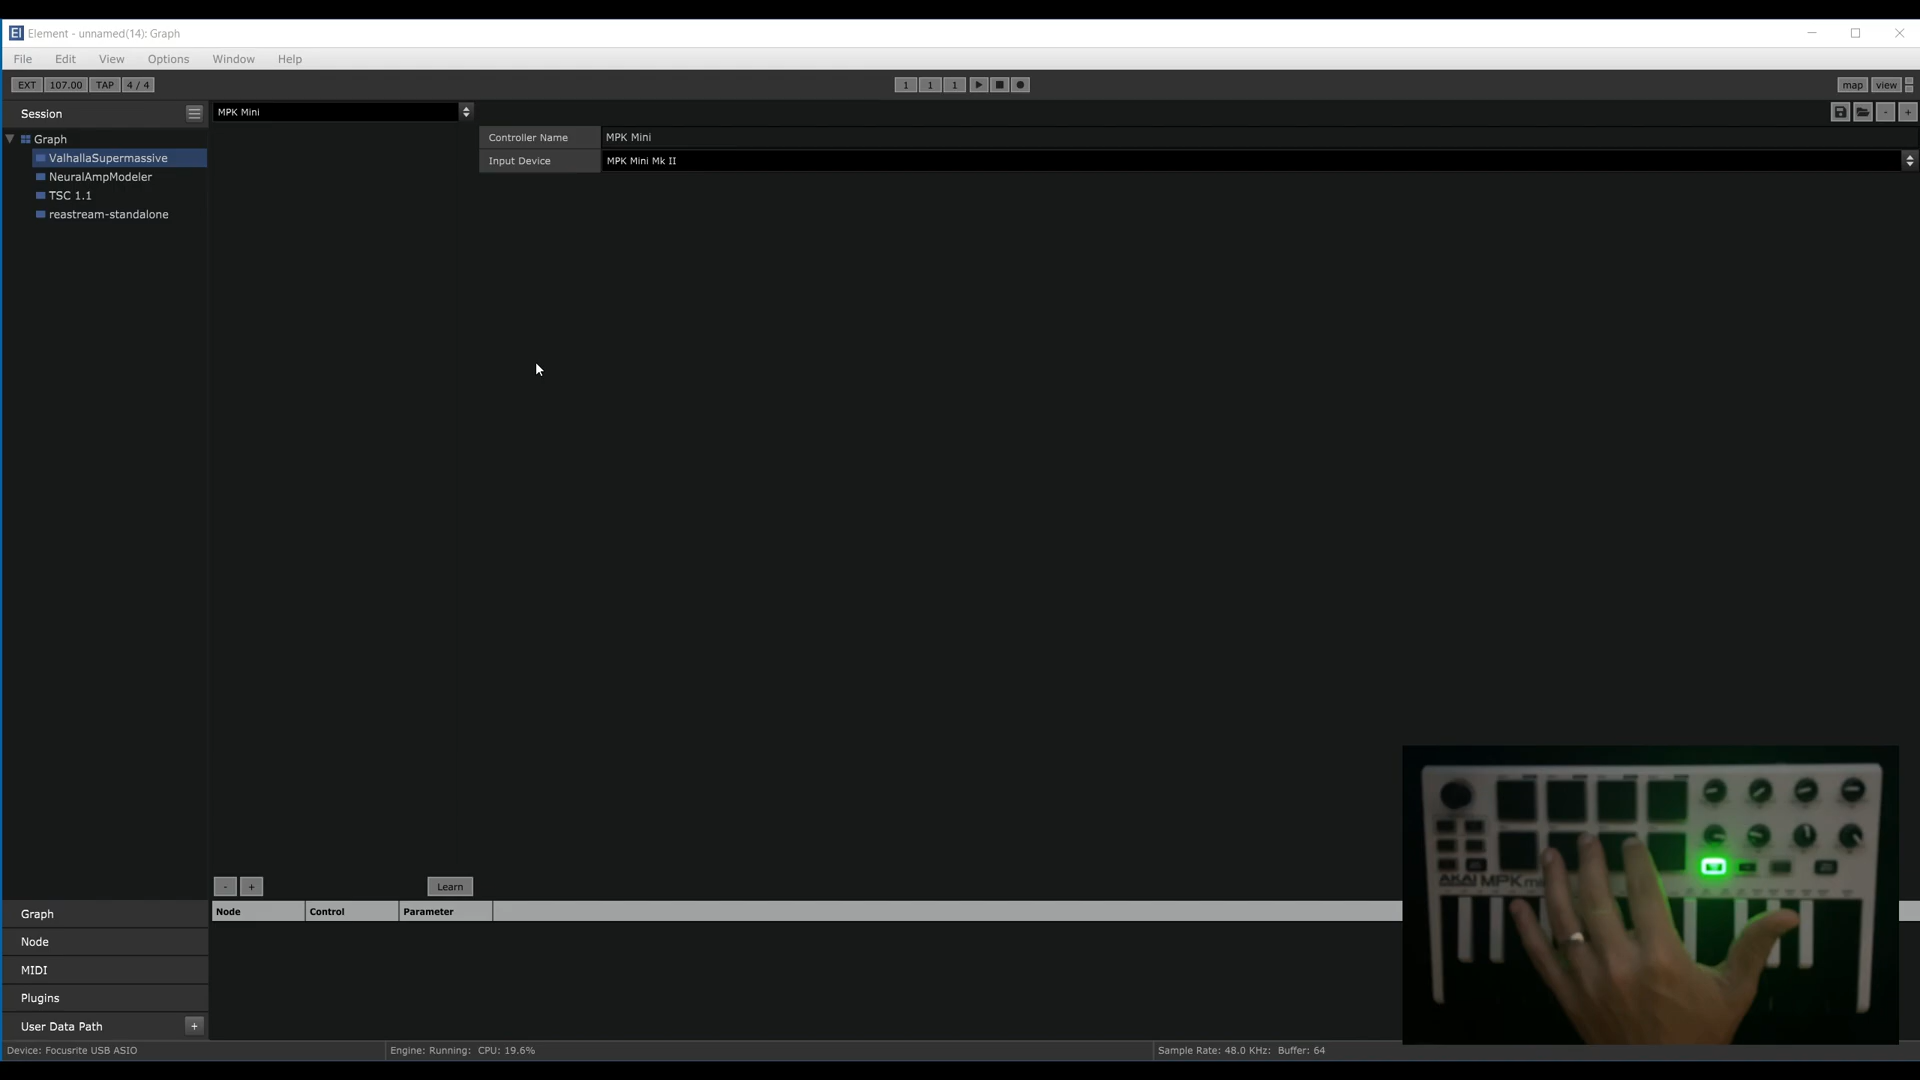 Element - unnamed(14): Graph
File Edit View Options Window Help
EXT 107.00 TAP 4 / 4 1 1 1 map view
Session MPK Mini
Graph
ValhallaSupermassive
NeuralAmpModeler
TSC 1.1
reastream-standalone
Controller Name MPK Mini
Input Device MPK Mini Mk II
- + Learn
Node Control Parameter
Graph
Node
MIDI
Plugins
User Data Path +
Device: Focusrite USB ASIO Engine: Running: CPU: 19.6% Sample Rate: 48.0 KHz: Buffer: 64
AKAI MPK mini